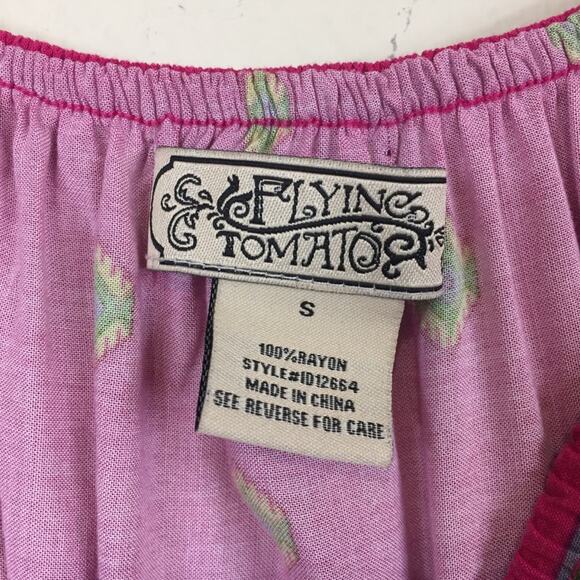 FLYING
TOMATO
S
100%RAYON
STYLE#ID12664
MADE IN CHINA
SEE REVERSE FOR CARE